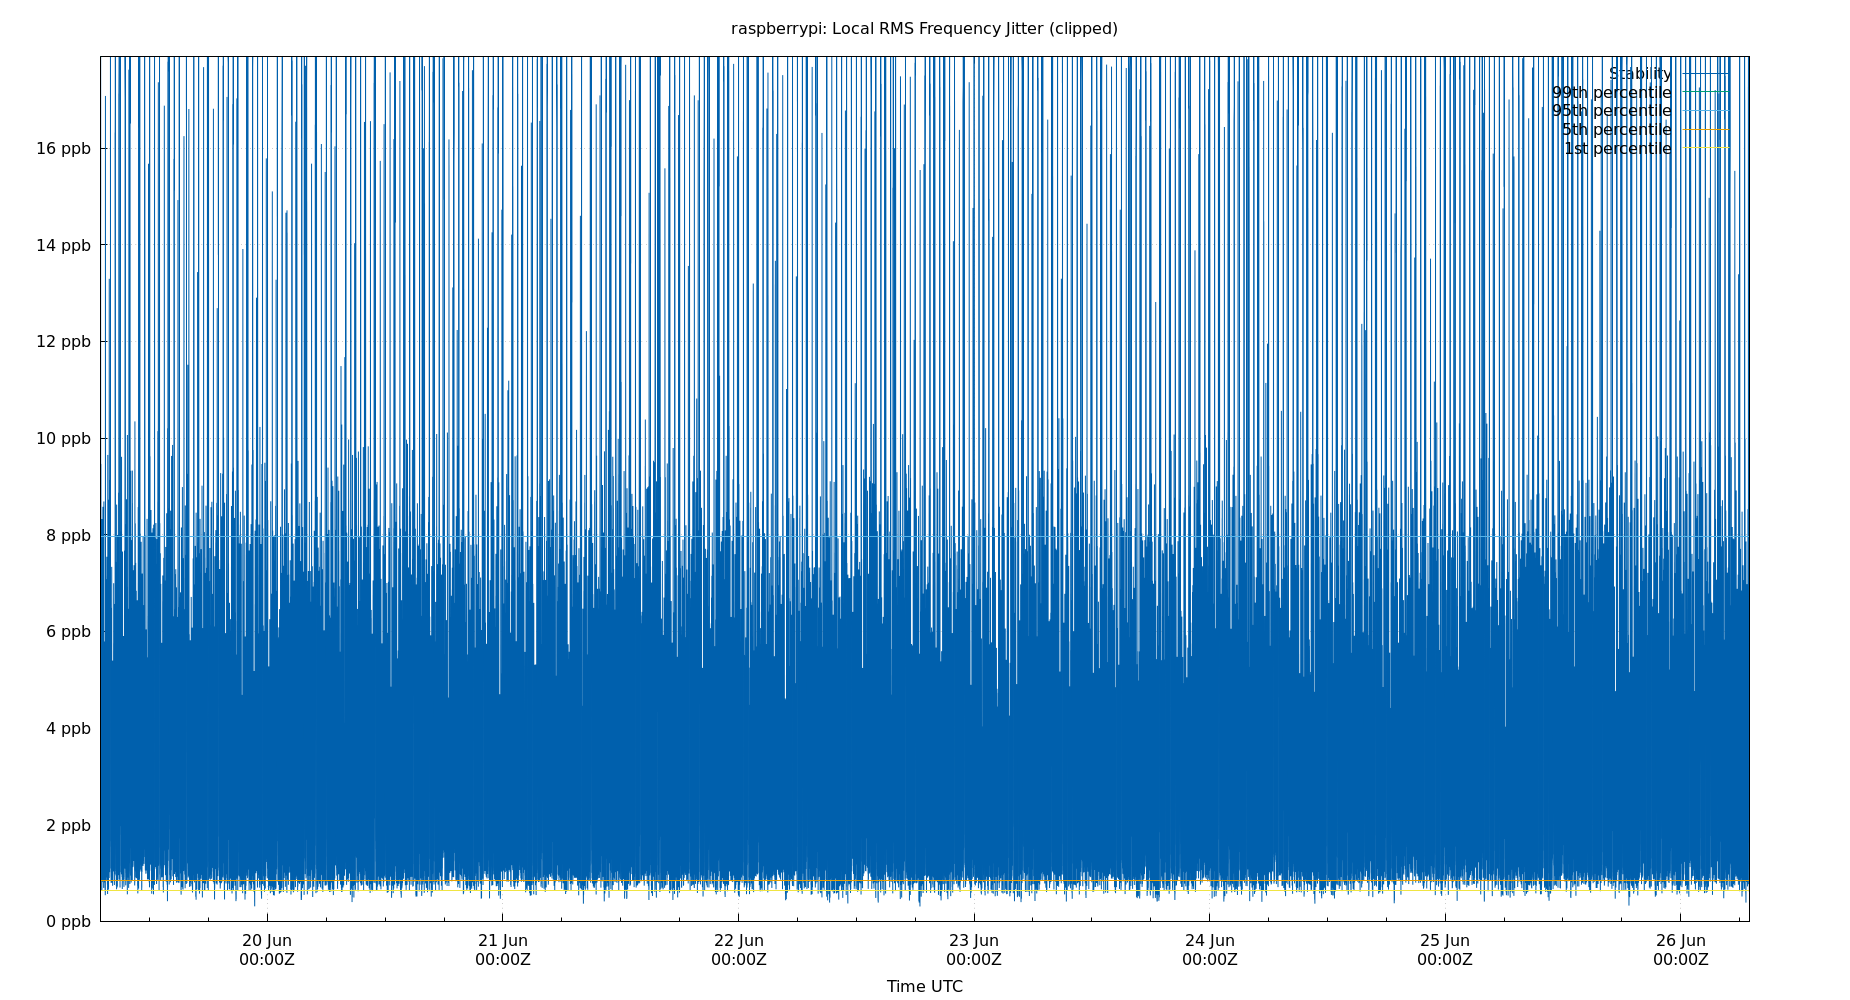 raspberrypi: Local RMS Frequency Jitter (clipped)
Stability
99th percentile
95th percentile
5th percentile
1st percentile
16 ppb
14 ppb
12 ppb
10 ppb
8 ppb
6 ppb
4 ppb
2 ppb
0 ppb
20 Jun 21 Jun 22 Jun 23 Jun 24 Jun 25 Jun 26 Jun
00:00Z 00:00Z 00:00Z 00:00Z 00:00Z 00:00Z 00:00Z
Time UTC